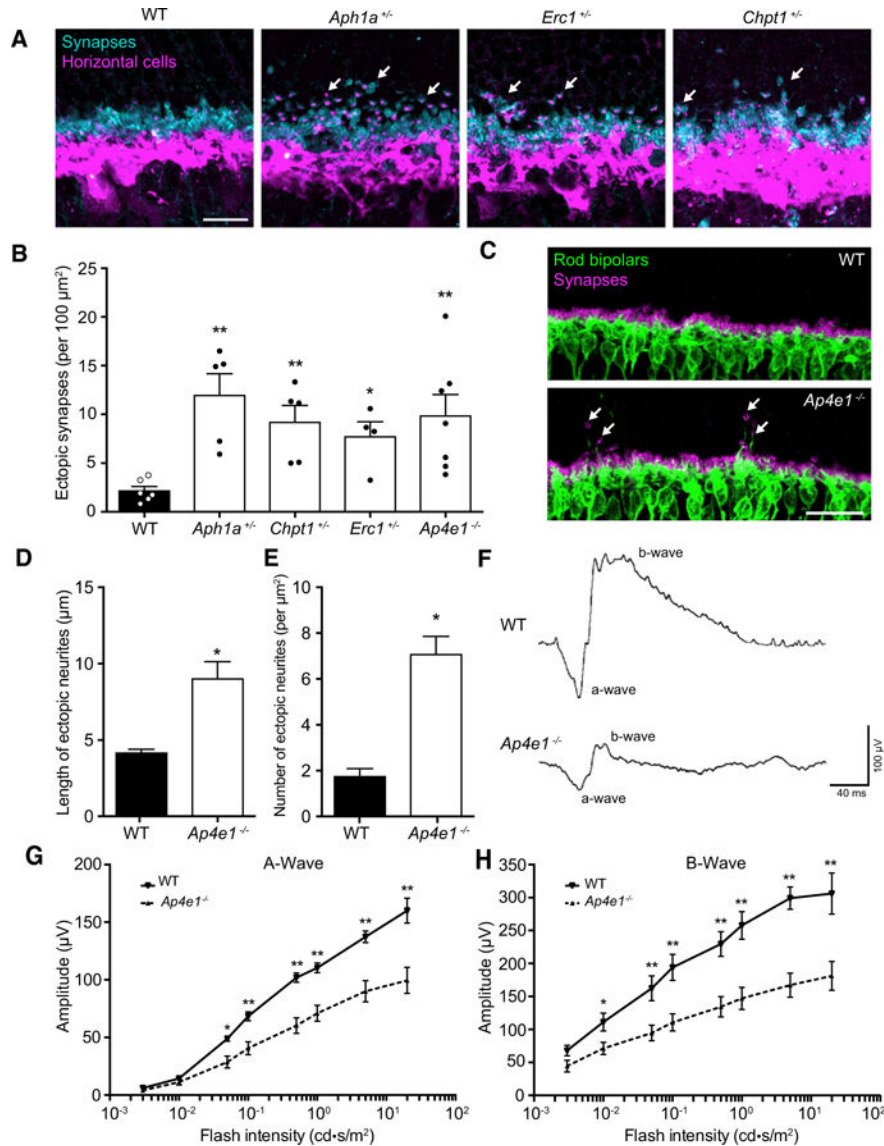 WT Aph1a+/- Erc1+/- Chpt1+/-
A
Synapses
Horizontal cells
B
Ectopic synapses (per 100 µm²)
25
20
15
10
5
0
** ** * **
WT Aph1a+/- Chpt1+/- Erc1+/- Ap4e1-/-
C
Rod bipolars WT
Synapses
Ap4e1-/-
D
Length of ectopic neurites (µm)
15
10
5
0
*
WT Ap4e1-/-
E
Number of ectopic neurites (per µm²)
10
8
6
4
2
0
*
WT Ap4e1-/-
F
b-wave
WT
a-wave
b-wave
Ap4e1-/-
a-wave
100 µV
40 ms
G A-Wave
WT
Ap4e1-/-
Amplitude (µV)
200
150
100
50
0
* ** ** ** ** **
10-3 10-2 10-1 100 101 102
Flash intensity (cd•s/m²)
H B-Wave
WT
Ap4e1-/-
Amplitude (µV)
350
300
250
200
150
100
50
0
* ** ** ** ** ** **
10-3 10-2 10-1 100 101 102
Flash intensity (cd•s/m²)